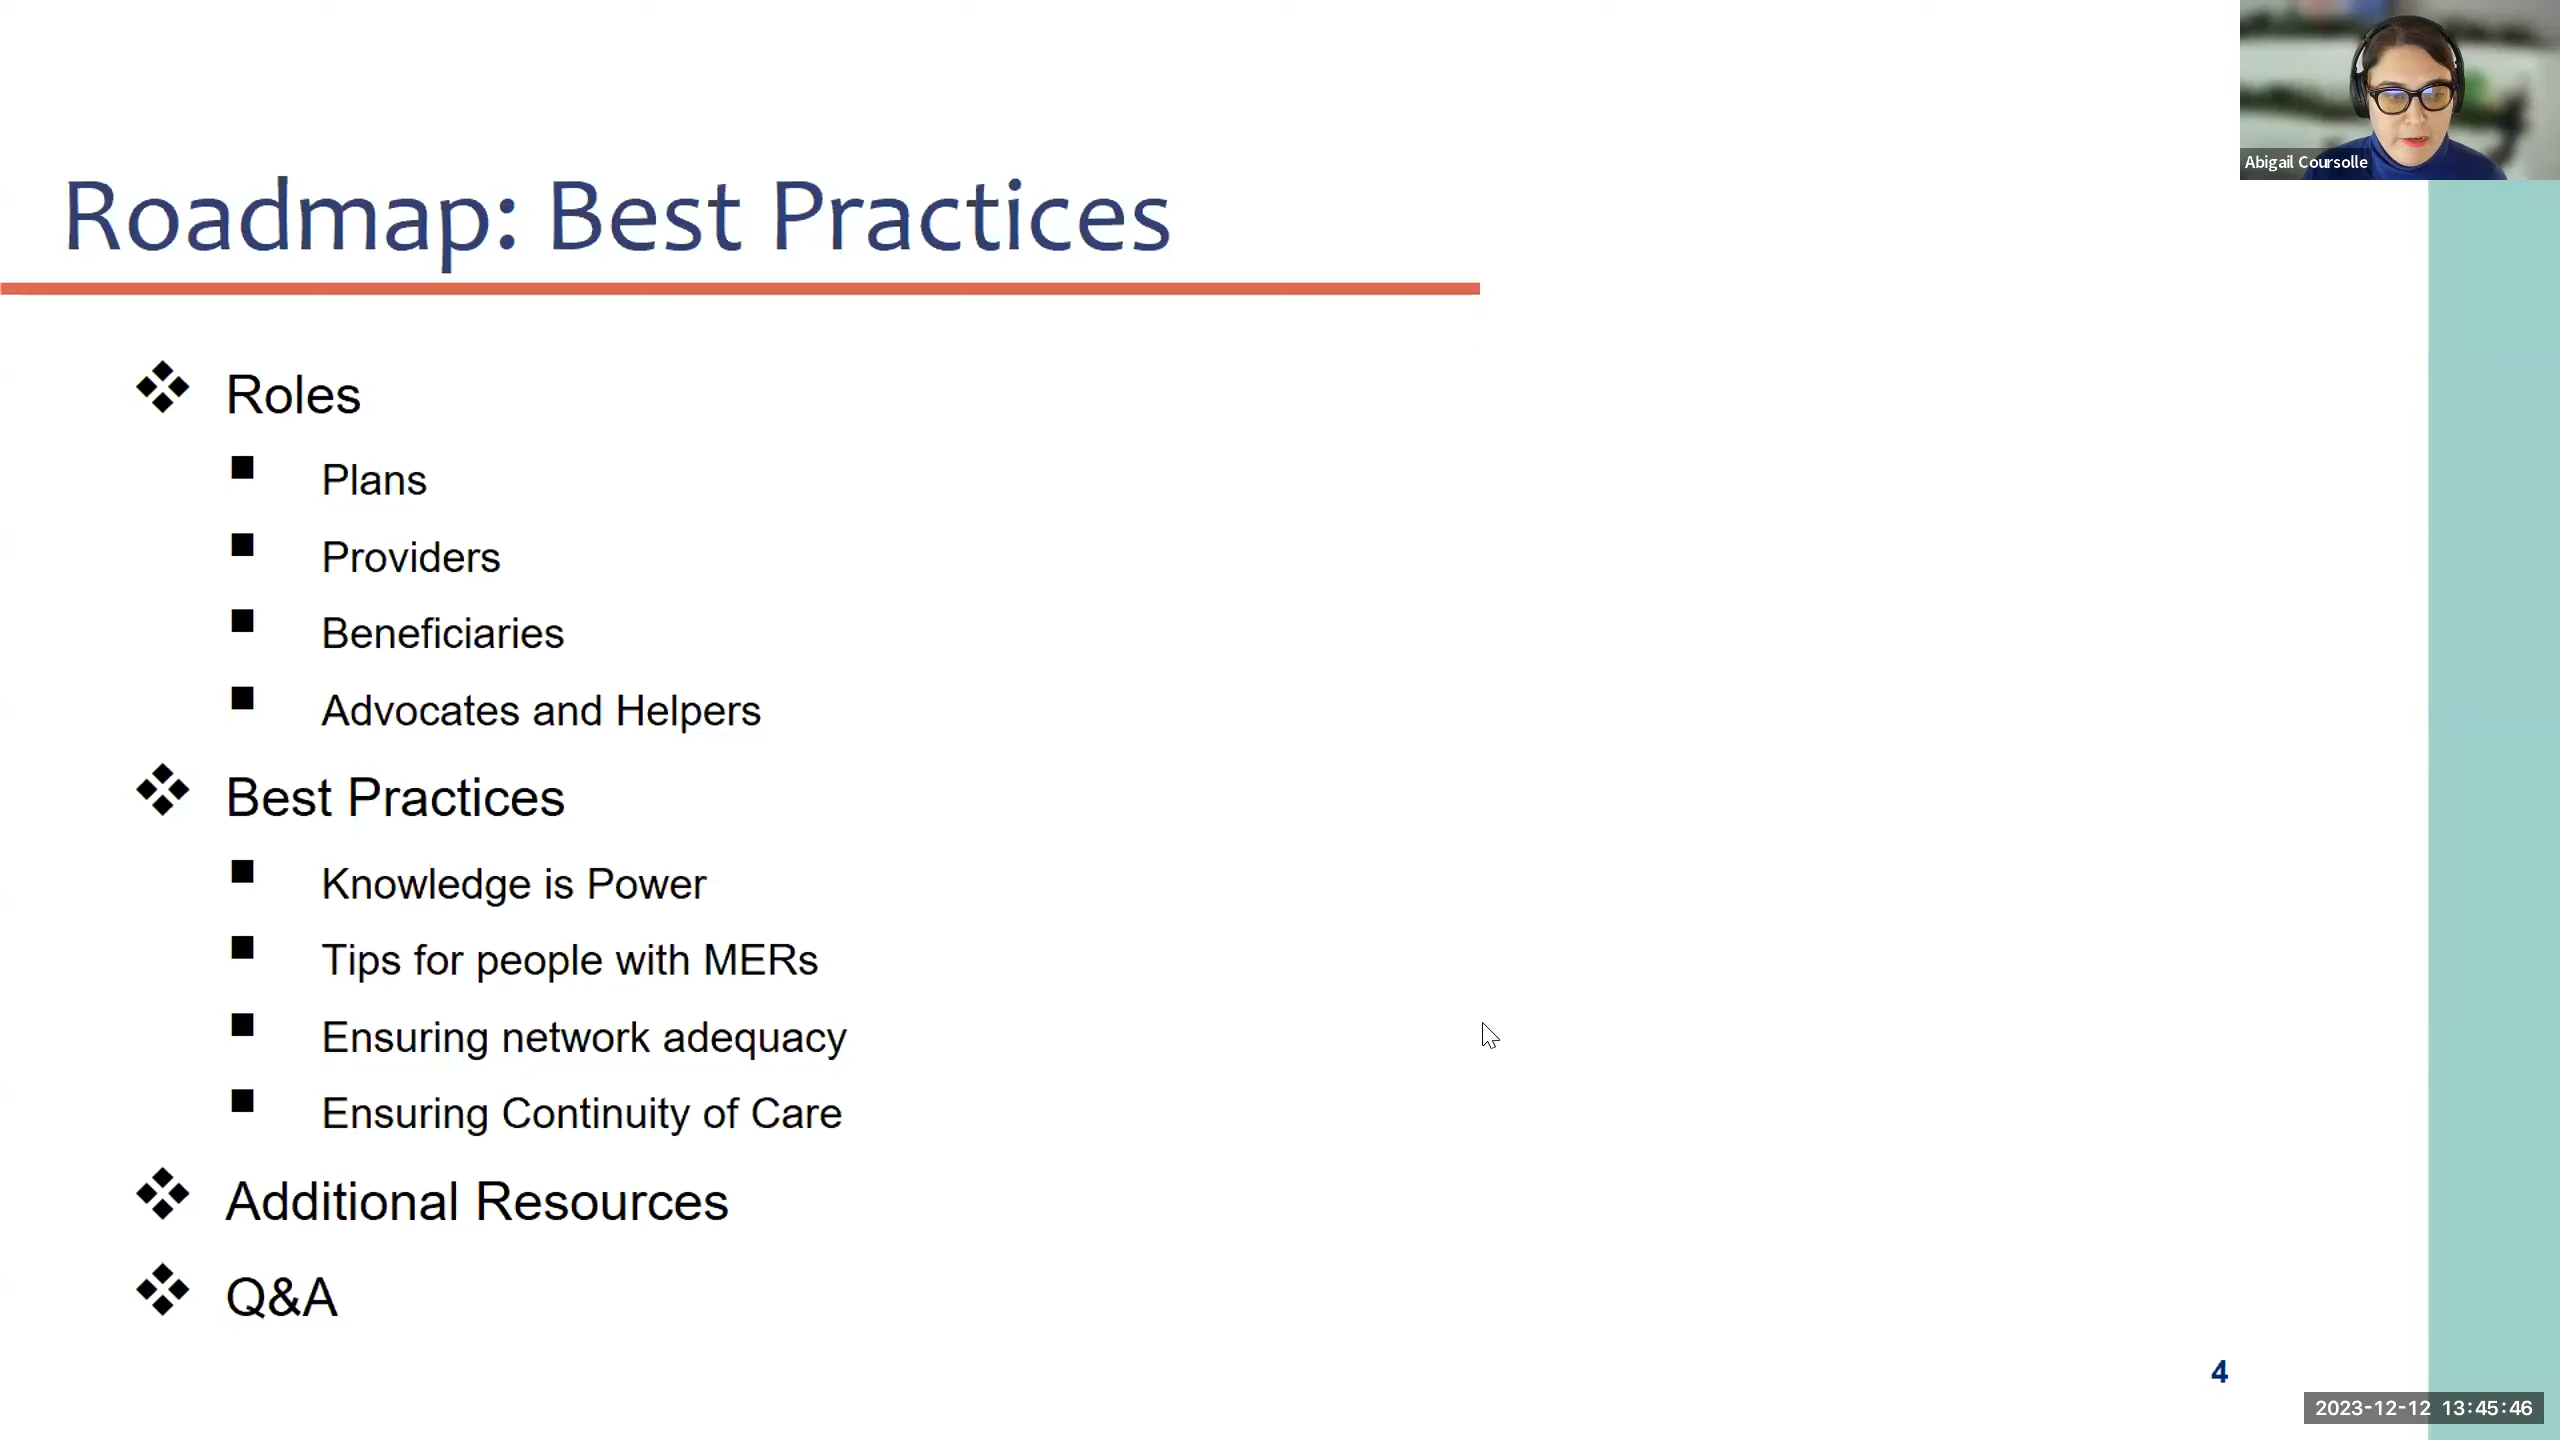 Abigail Coursolle
Roadmap: Best Practices
Roles
Plans
Providers
Beneficiaries
Advocates and Helpers
Best Practices
Knowledge is Power
Tips for people with MERs
Ensuring network adequacy
Ensuring Continuity of Care
Additional Resources
Q&A
4
2023-12-12 13:45:46